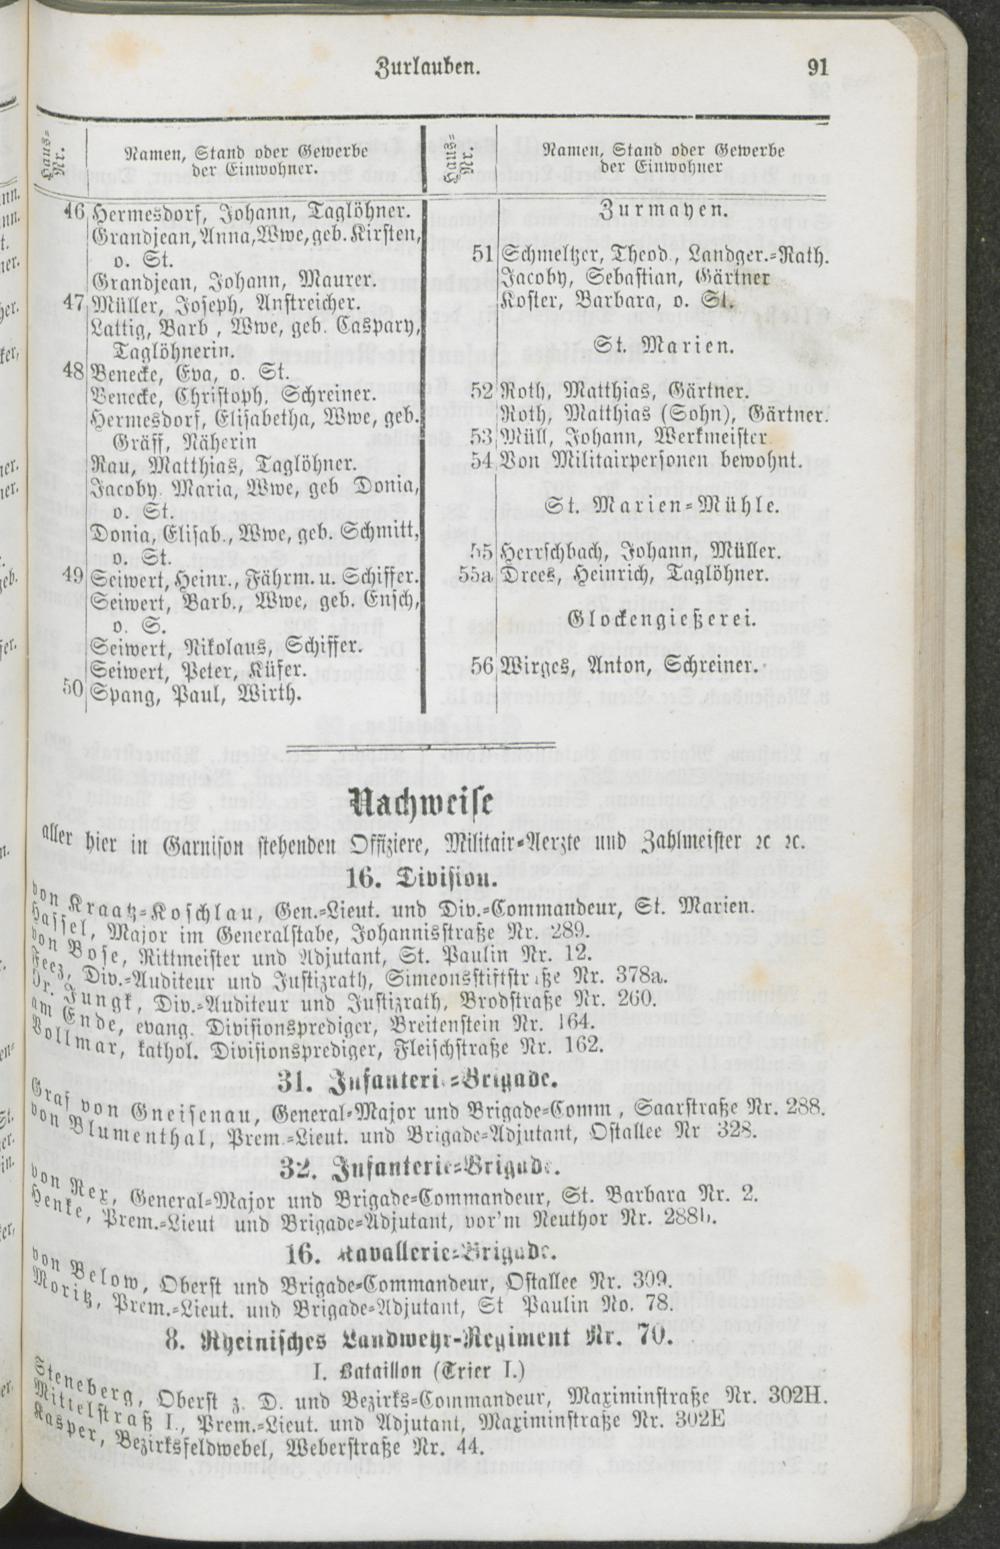 Zurlauben.
91
Haus-
Nr.
Namen, Stand oder Gewerbe
der Einwohner.
46 Hermesdorf, Johann, Taglöhner.
Grandjean, Anna, Wwe, geb. Kirsten,
o. St.
Grandjean, Johann, Maurer.
47 Müller, Joseph, Anstreicher.
Lattig, Barb , Wwe, geb. Caspary,
Taglöhnerin.
48 Benecke, Eva, o. St.
Benecke, Christoph, Schreiner.
Hermesdorf, Elisabetha, Wwe, geb.
Gräff, Näherin
Rau, Matthias, Taglöhner.
Jacoby. Maria, Wwe, geb Donia,
o. St.
Donia, Elisab., Wwe, geb. Schmitt,
o. St.
49 Seiwert, Heinr., Fährm. u. Schiffer.
Seiwert, Barb., Wwe, geb. Ensch,
o. S.
Seiwert, Nikolaus, Schiffer.
Seiwert, Peter, Küfer.
50 Spang, Paul, Wirth.
Haus-
Nr.
Namen, Stand oder Gewerbe
der Einwohner
Zurmayen.
51 Schmeltzer, Theod., Landger.-Rath.
Jacoby, Sebastian, Gärtner
Koster, Barbara, o. St.
St. Marien.
52 Roth, Matthias, Gärtner.
Roth, Matthias (Sohn), Gärtner.
53 Müll, Johann, Werkmeister
54 Von Militairpersonen bewohnt.
St. Marien-Mühle.
55 Herrschbach, Johann, Müller.
55a Drees, Heinrich, Taglöhner.
Glockengießerei.
56 Wirges, Anton, Schreiner.
Nachweise
aller hier in Garnison stehenden Offiziere, Militair-Aerzte und Zahlmeister ꝛc ꝛc.
16. Division.
von Kraatz-Koschlau, Gen.-Lieut. und Div.-Commandeur, St. Marien.
Hassel, Major im Generalstabe, Johannisstraße Nr. 289.
von Bose, Rittmeister und Adjutant, St. Paulin Nr. 12.
Feez, Div.-Auditeur und Justizrath, Simeonsstiftstraße Nr. 378a.
Dr. Jungk, Div.-Auditeur und Justizrath, Brodstraße Nr. 260.
am Ende, evang. Divisionsprediger, Breitenstein Nr. 164.
Vollmar, kathol. Divisionsprediger, Fleischstraße Nr. 162.
31. Infanterie-Brigade.
Graf von Gneisenau, General-Major und Brigade-Comm , Saarstraße Nr. 288.
von Blumenthal, Prem.-Lieut. und Brigade-Adjutant, Ostallee Nr 328.
32. Infanterie-Brigade.
von Rex, General-Major und Brigade-Commandeur, St. Barbara Nr. 2.
Henke, Prem.-Lieut und Brigade-Adjutant, vor'm Neuthor Nr. 288b.
16. Kavallerie-Brigade.
von Below, Oberst und Brigade-Commandeur, Ostallee Nr. 309.
Moritz, Prem.-Lieut. und Brigade-Adjutant, St Paulin No. 78.
8. Rheinisches Landwehr-Regiment Nr. 70.
I. Bataillon (Trier I.)
Steneberg, Oberst z. D. und Bezirks-Commandeur, Maximinstraße Nr. 302H.
Mittelstraß I., Prem.-Lieut. und Adjutant, Maximinstraße Nr. 302E
Kasper, Bezirksfeldwebel, Weberstraße Nr. 44.